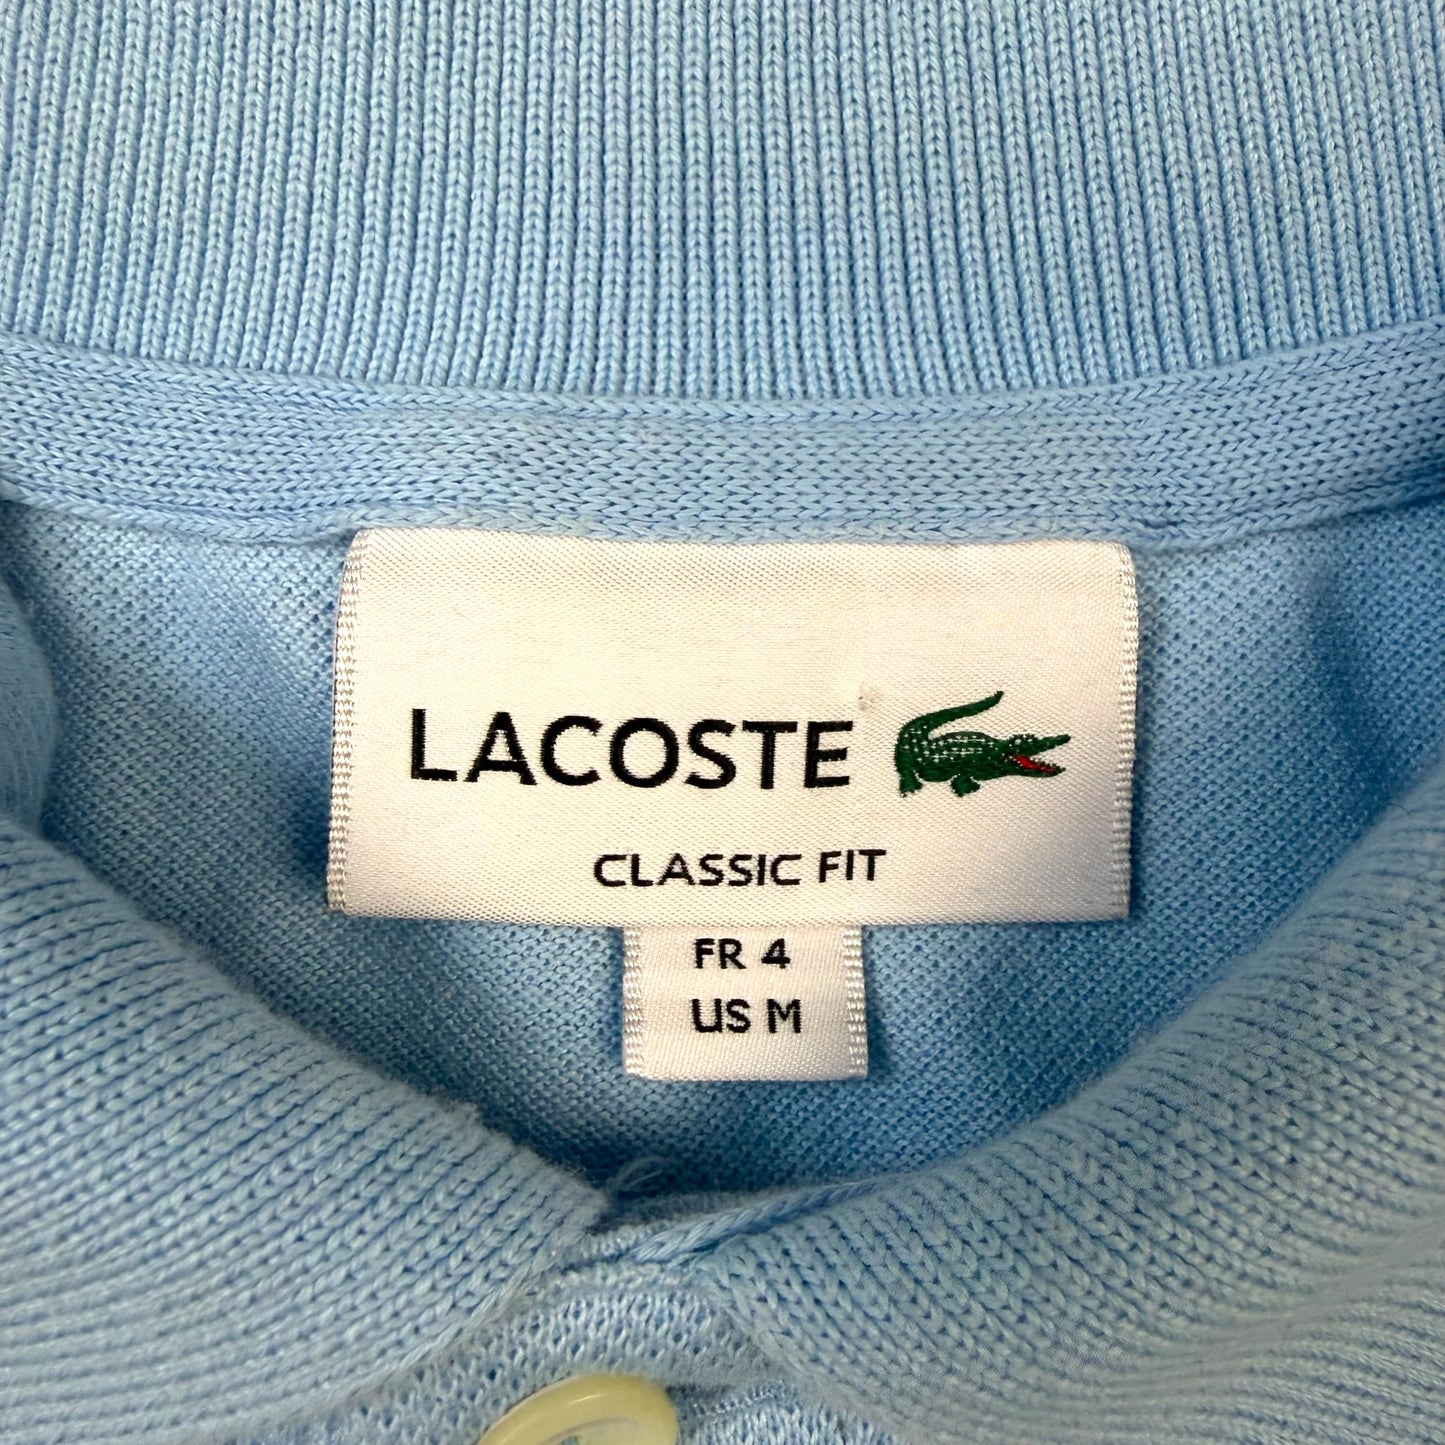 LACOSTE
CLASSIC FIT
FR 4
US M